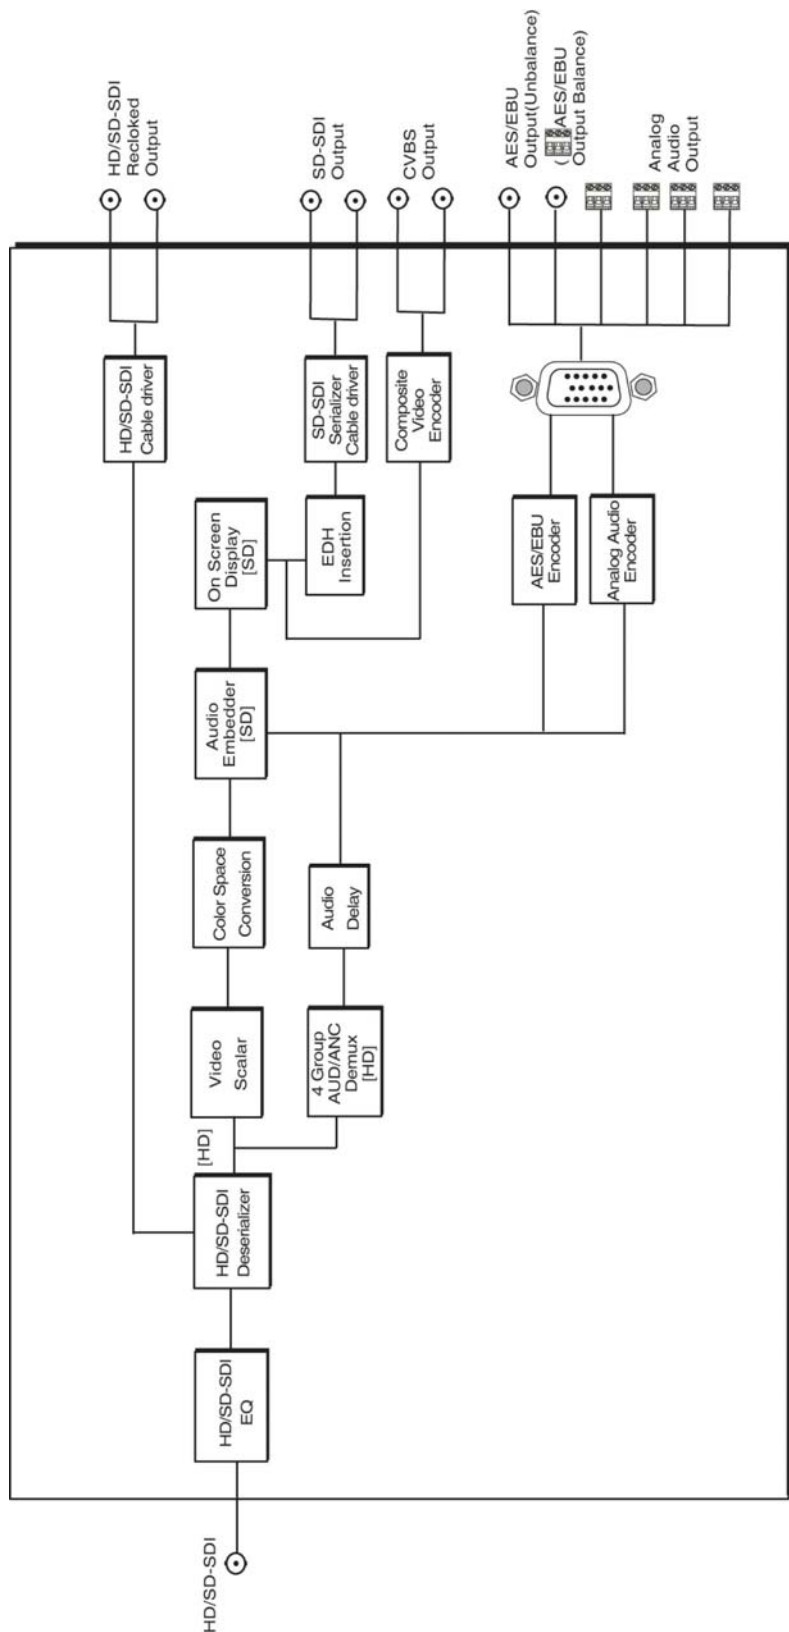 HD/SD-SDI
HD/SD-SDI
EQ
HD/SD-SDI
Deserializer
[HD]
Video
Scalar
4 Group
AUD/ANC
Demux
[HD]
Color Space
Conversion
Audio
Delay
Audio
Embedder
[SD]
On Screen
Display
[SD]
EDH
Insertion
HD/SD-SDI
Cable driver
SD-SDI
Serializer
Cable driver
Composite
Video
Encoder
AES/EBU
Encoder
Analog Audio
Encoder
HD/SD-SDI
Recloked
Output
SD-SDI
Output
CVBS
Output
AES/EBU
Output(Unbalance)
( AES/EBU
Output Balance)
Analog
Audio
Output